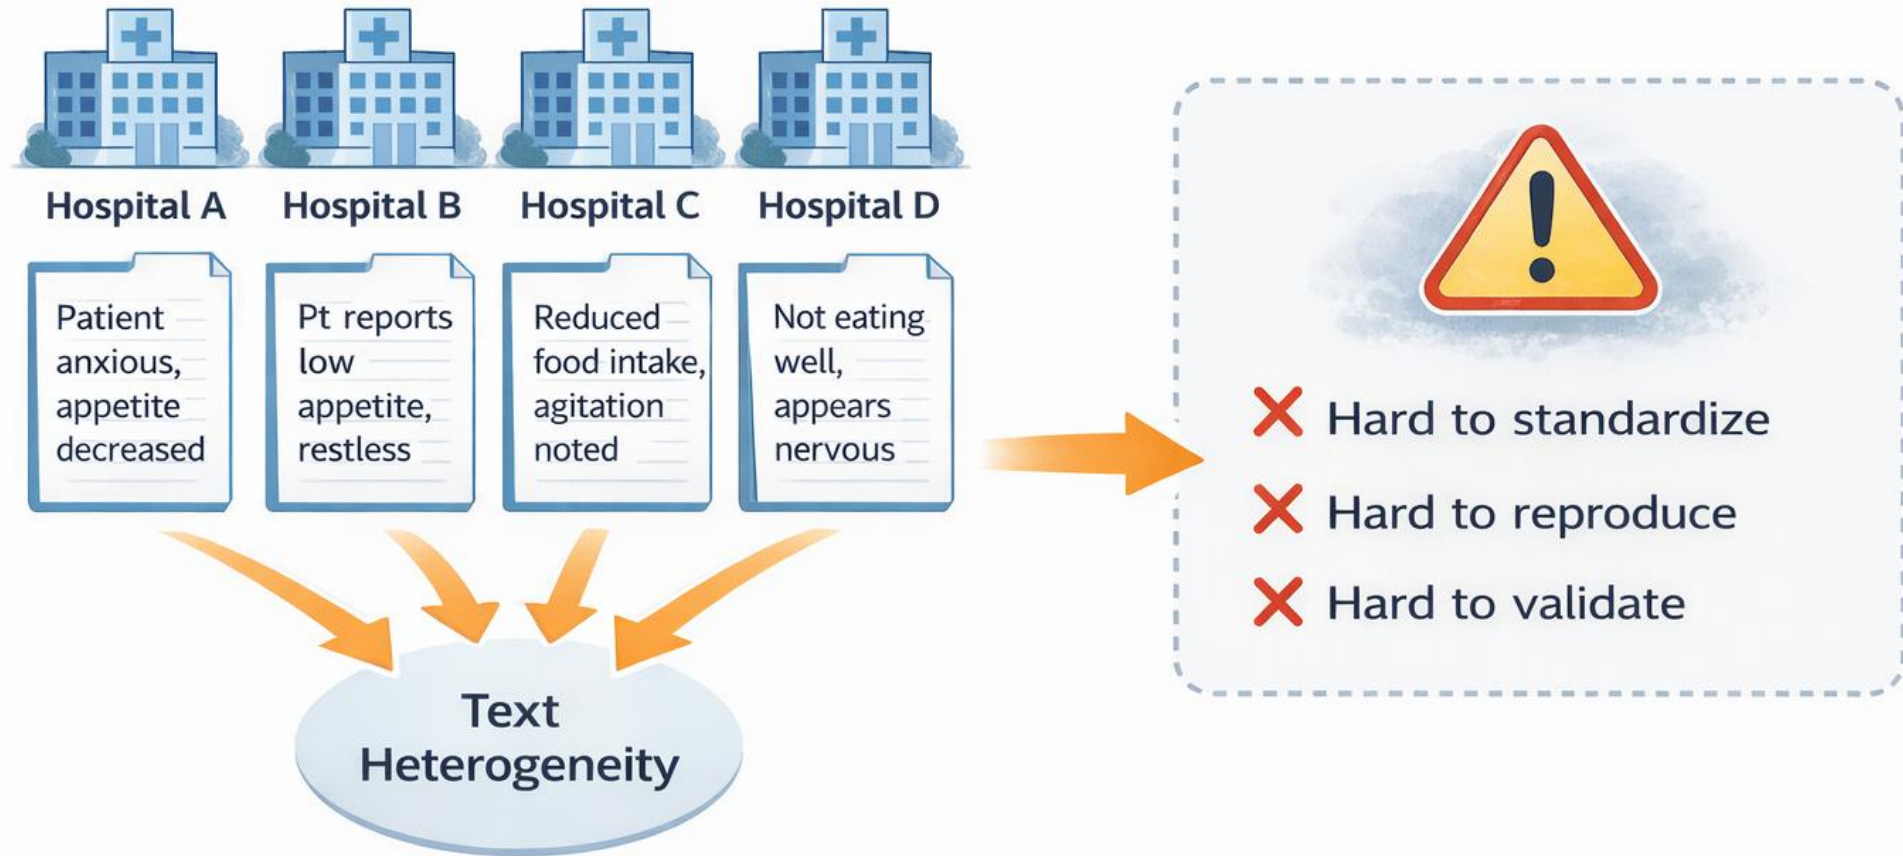 Hospital A
Hospital B
Hospital C
Hospital D
Patient
anxious,
appetite
decreased
Pt reports
low
appetite,
restless
Reduced
food intake,
agitation
noted
Not eating
well,
appears
nervous
Text
Heterogeneity
!
Hard to standardize
Hard to reproduce
Hard to validate